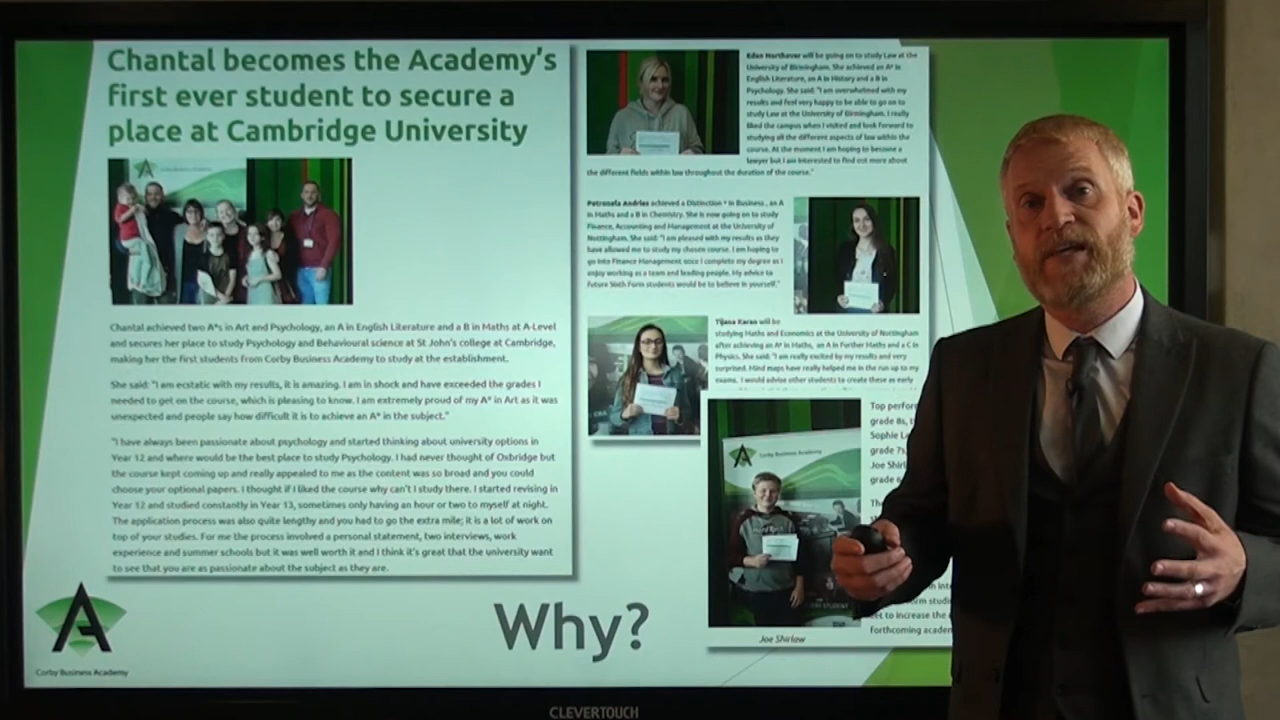 Chantal becomes the Academy's
first ever student to secure a
place at Cambridge University
Chantal achieved two A*s in Art and Psychology, an A in English Literature and a B in Maths at A-Level
and secures her place to study Psychology and Behavioural science at St John's college at Cambridge,
making her the first students from Corby Business Academy to study at the establishment.
She said: "I am ecstatic with my results, it is amazing. I am in shock and have exceeded the grades I
needed to get on the course, which is pleasing to know. I am extremely proud of my A* in Art as it was
unexpected and people say how difficult it is to achieve an A* in the subject."
"I have always been passionate about psychology and started thinking about university options in
Year 12 and where would be the best place to study Psychology. I had never thought of Oxbridge but
the course kept coming up and really appealed to me as the content was so broad and you could
choose your optional papers. I thought if I liked the course why can't I study there. I started revising in
Year 12 and studied constantly in Year 13, sometimes only having an hour or two to myself at night.
The application process was also quite lengthy and you had to go the extra mile; it is a lot of work on
top of your studies. For me the process involved a personal statement, two interviews, work
experience and summer schools but it was well worth it and I think it's great that the university want
to see that you are as passionate about the subject as they are.
Corby Business Academy
Why?
Eden Northover will be going on to study Law at the
University of Birmingham. She achieved an A* in
English Literature, an A in History and a B in
Psychology. She said: "I am overwhelmed with my
results and feel very happy to be able to go on to
study Law at the University of Birmingham. I really
liked the campus when I visited and look forward to
studying all the different aspects of law within the
course. At the moment I am hoping to become a
lawyer but I am interested to find out more about
the different fields within law throughout the duration of the course."
Petronela Andries achieved a Distinction * in Business, an A
in Maths and a B in Chemistry. She is now going on to study
Finance, Accounting and Management at the University of
Nottingham. She said: "I am pleased with my results as they
have allowed me to study my chosen course. I am hoping to
go into Finance Management once I complete my degree as I
enjoy working as a team and leading people. My advice to
future Sixth Form students would be to believe in yourself."
Tijana Karan will be
studying Maths and Economics at the University of Nottingham
after achieving an A* in Maths, an A in Further Maths and a C in
Physics. She said: "I am really excited by my results and very
surprised. Mind maps have really helped me in the run up to my
exams. I would advise other students to create these as early
Corby Business Academy
Joe Shirlaw
Top perfor
grade 8s,
Sophie La
grade 7s,
Joe Shirl
grade
to increase the
forthcoming academ
CLEVERTOUCH